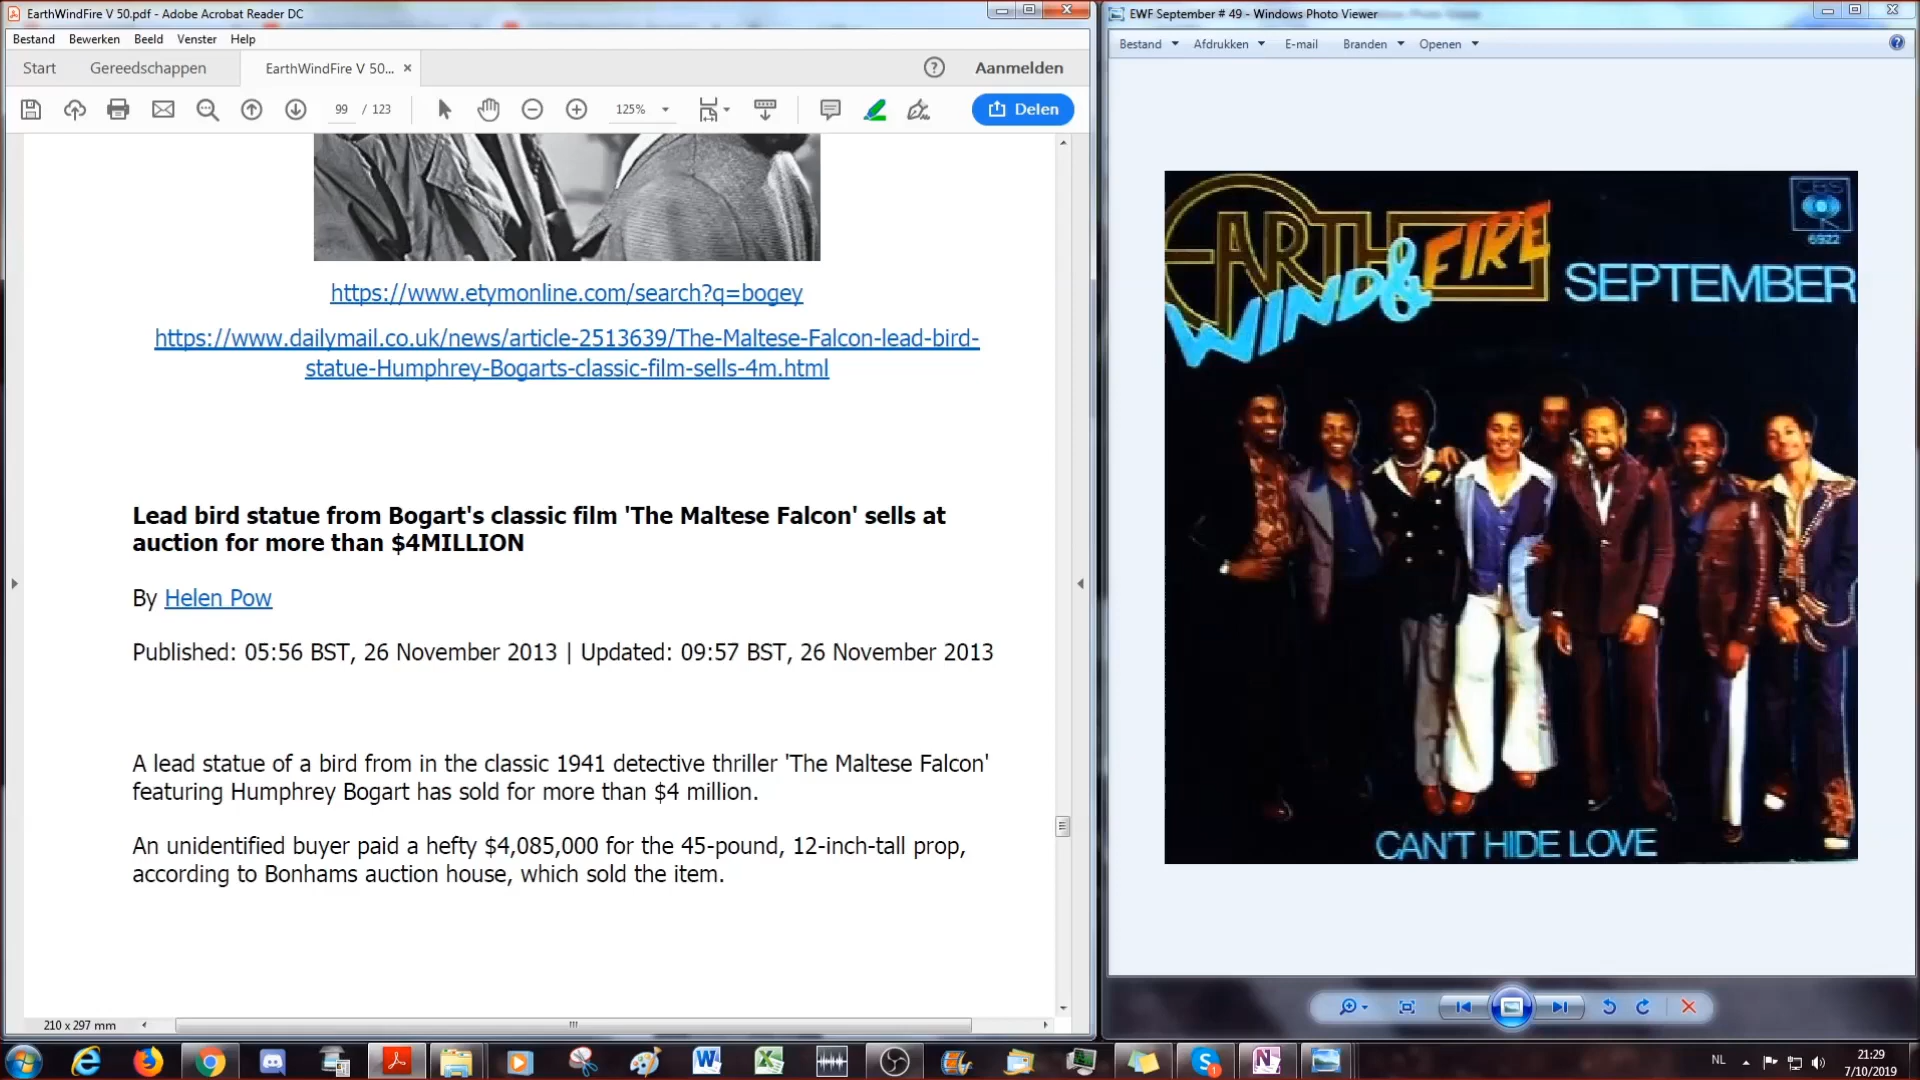 EarthWindFire V 50.pdf - Adobe Acrobat Reader DC
Bestand Bewerken Beeld Venster Help
Start Gereedschappen EarthWindFire V 50... × Aanmelden
99 / 123 125% Delen
https://www.etymonline.com/search?q=bogey
https://www.dailymail.co.uk/news/article-2513639/The-Maltese-Falcon-lead-bird-
statue-Humphrey-Bogarts-classic-film-sells-4m.html
Lead bird statue from Bogart's classic film 'The Maltese Falcon' sells at
auction for more than $4MILLION
By Helen Pow
Published: 05:56 BST, 26 November 2013 | Updated: 09:57 BST, 26 November 2013
A lead statue of a bird from in the classic 1941 detective thriller 'The Maltese Falcon'
featuring Humphrey Bogart has sold for more than $4 million.
An unidentified buyer paid a hefty $4,085,000 for the 45-pound, 12-inch-tall prop,
according to Bonhams auction house, which sold the item.
210 x 297 mm
EWF September # 49 - Windows Photo Viewer
Bestand Afdrukken E-mail Branden Openen
EARTH
WIND & FIRE
SEPTEMBER
CBS
6922
CAN'T HIDE LOVE
NL
21:29
7/10/2019